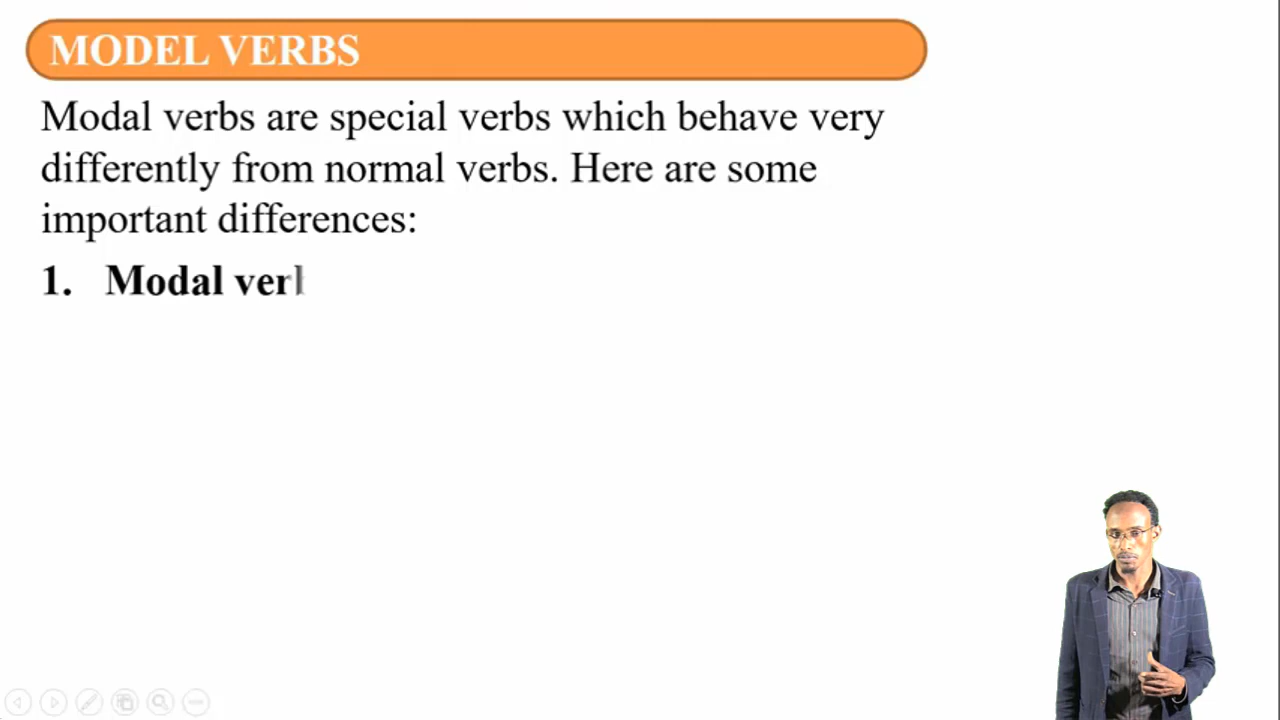 MODEL VERBS
Modal verbs are special verbs which behave very
differently from normal verbs. Here are some
important differences:
1. Modal